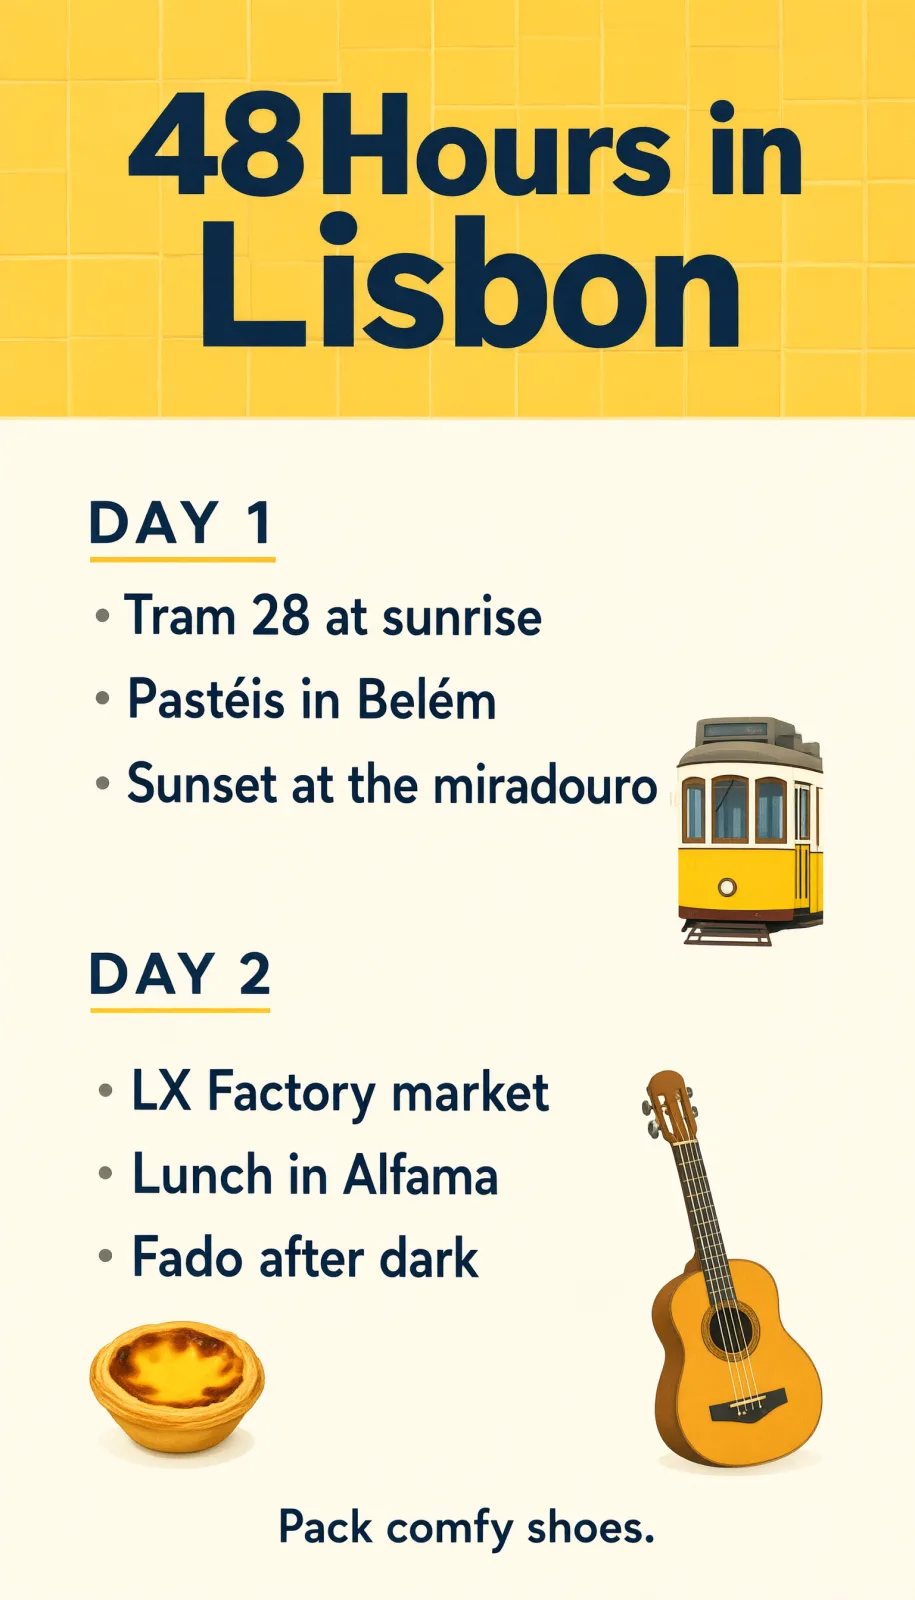 48 Hours in
Lisbon
DAY 1
• Tram 28 at sunrise
• Pastéis in Belém
• Sunset at the miradouro
DAY 2
• LX Factory market
• Lunch in Alfama
• Fado after dark
Pack comfy shoes.